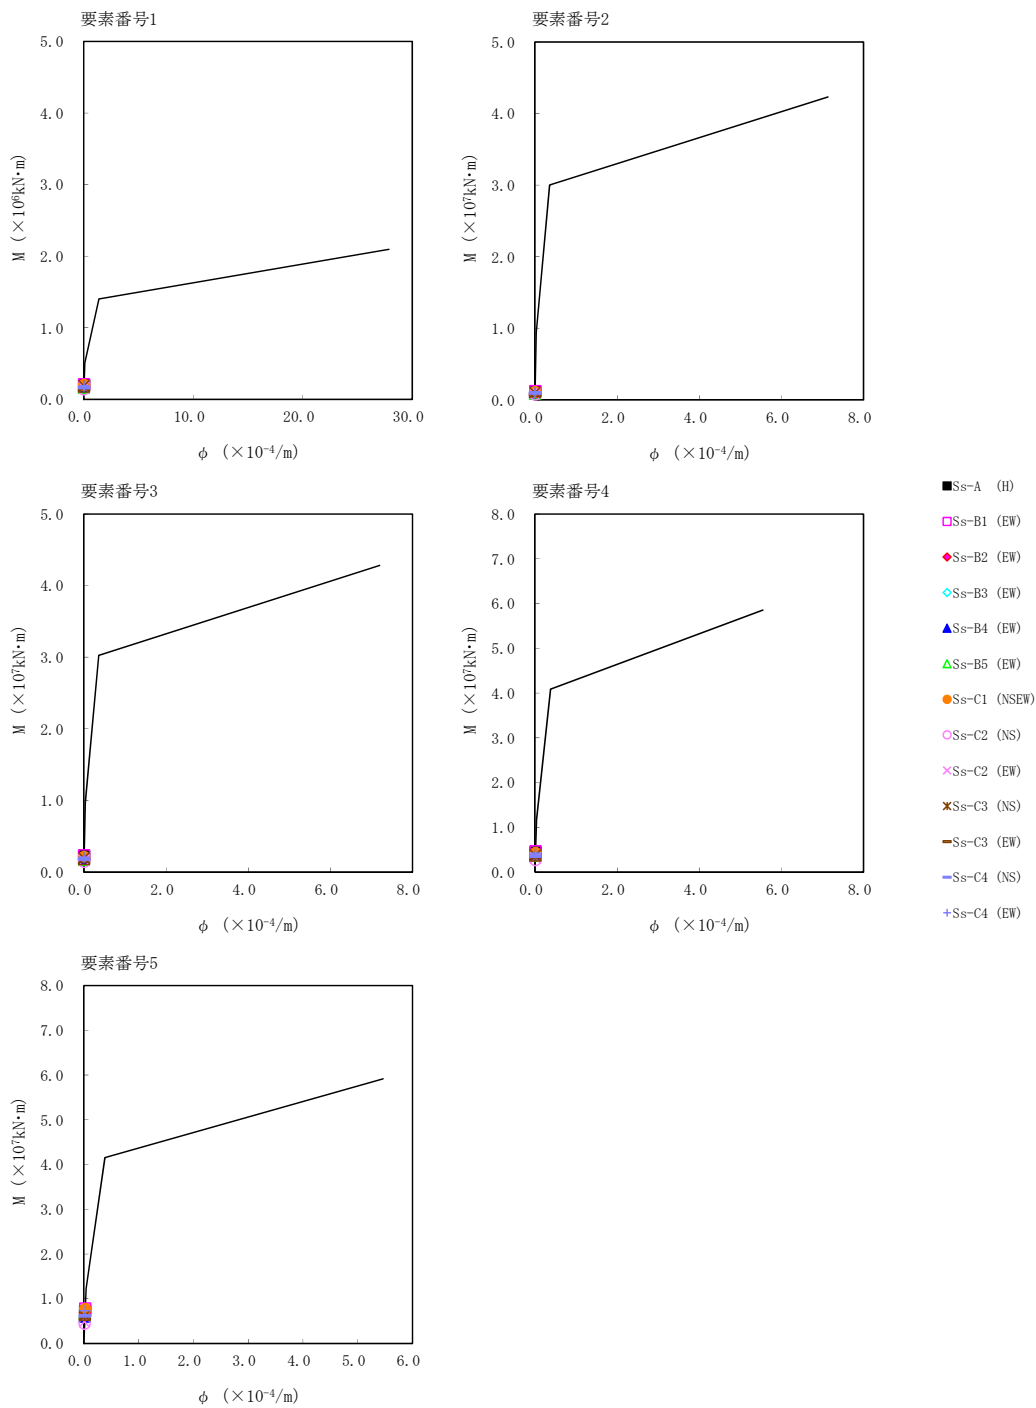 要素番号1
5.0
4.0
3.0
2.0
1.0
0.0
M (×10⁶kN・m)
0.0 10.0 20.0 30.0
φ (×10⁻⁴/m)
要素番号2
5.0
4.0
3.0
2.0
1.0
0.0
M (×10⁷kN・m)
0.0 2.0 4.0 6.0 8.0
φ (×10⁻⁴/m)
要素番号3
5.0
4.0
3.0
2.0
1.0
0.0
M (×10⁷kN・m)
0.0 2.0 4.0 6.0 8.0
φ (×10⁻⁴/m)
要素番号4
8.0
7.0
6.0
5.0
4.0
3.0
2.0
1.0
0.0
M (×10⁷kN・m)
0.0 2.0 4.0 6.0 8.0
φ (×10⁻⁴/m)
Ss-A (H)
Ss-B1 (EW)
Ss-B2 (EW)
Ss-B3 (EW)
Ss-B4 (EW)
Ss-B5 (EW)
Ss-C1 (NSEW)
Ss-C2 (NS)
Ss-C2 (EW)
Ss-C3 (NS)
Ss-C3 (EW)
Ss-C4 (NS)
Ss-C4 (EW)
要素番号5
8.0
7.0
6.0
5.0
4.0
3.0
2.0
1.0
0.0
M (×10⁷kN・m)
0.0 1.0 2.0 3.0 4.0 5.0 6.0
φ (×10⁻⁴/m)